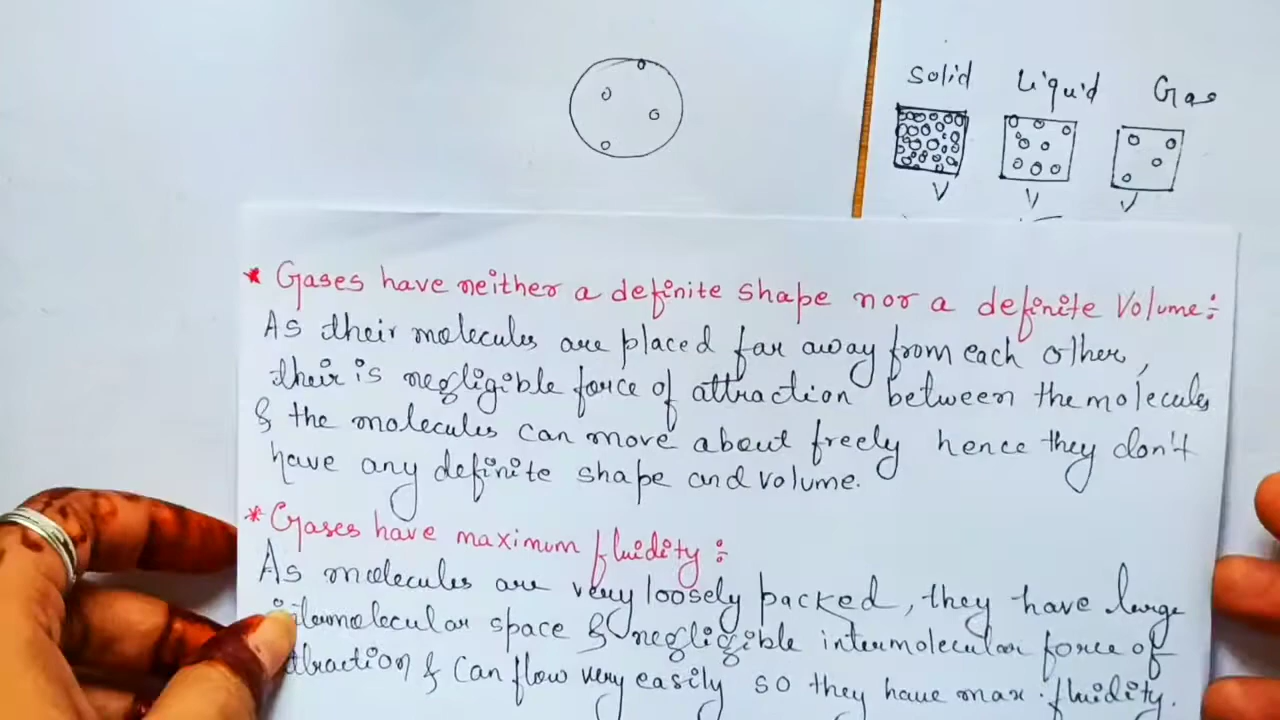 Solid Liquid Gas
V V V
* Gases have neither a definite shape nor a definite Volume:-
As their molecules are placed far away from each other,
their is negligible force of attraction between the molecules
& the molecules can move about freely hence they don't
have any definite shape and volume.
* Gases have maximum fluidity :-
As molecules are very loosely packed, they have large
intermolecular space & negligible intermolecular force of
attraction & can flow very easily so they have max. fluidity.